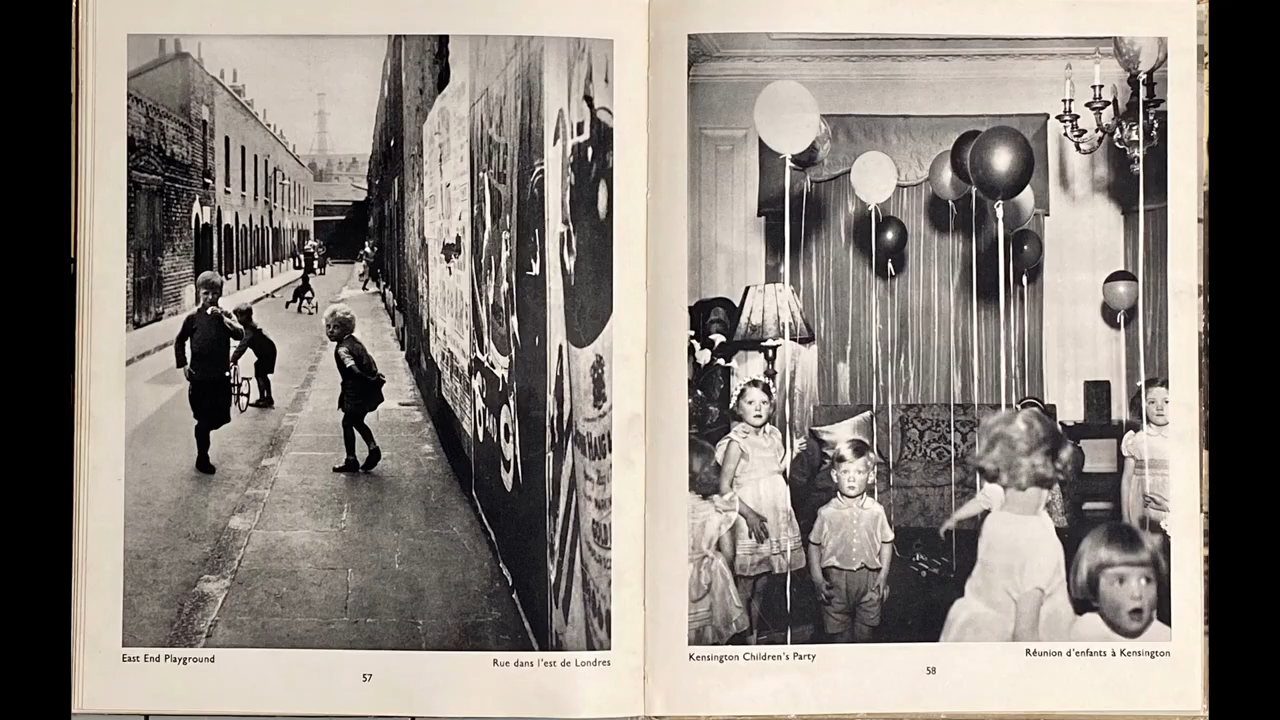 East End Playground
Rue dans l'est de Londres
57
Kensington Children's Party
Réunion d'enfants à Kensington
58